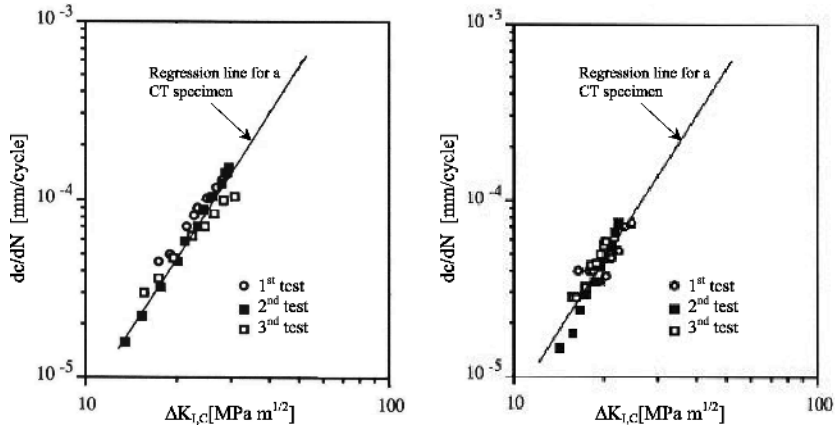 10⁻³
Regression line for a
CT specimen
dc/dN [mm/cycle]
10⁻⁴
1ˢᵗ test
2ⁿᵈ test
3ʳᵈ test
10⁻⁵
10
100
ΔK_I,C[MPa m^1/2]
10⁻³
Regression line for a
CT specimen
dc/dN [mm/cycle]
10⁻⁴
1ˢᵗ test
2ⁿᵈ test
3ʳᵈ test
10⁻⁵
10
100
ΔK_I,C[MPa m^1/2]